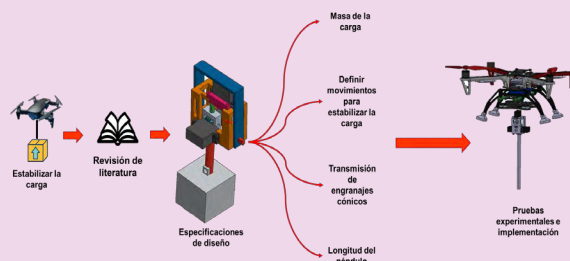 Estabilizar la
carga
Revisión de
literatura
Especificaciones
de diseño
Masa de la
carga
Definir
movimientos
para
estabilizar la
carga
Transmisión
de
engranajes
cónicos
Longitud del
péndulo
Pruebas
experimentales e
implementación